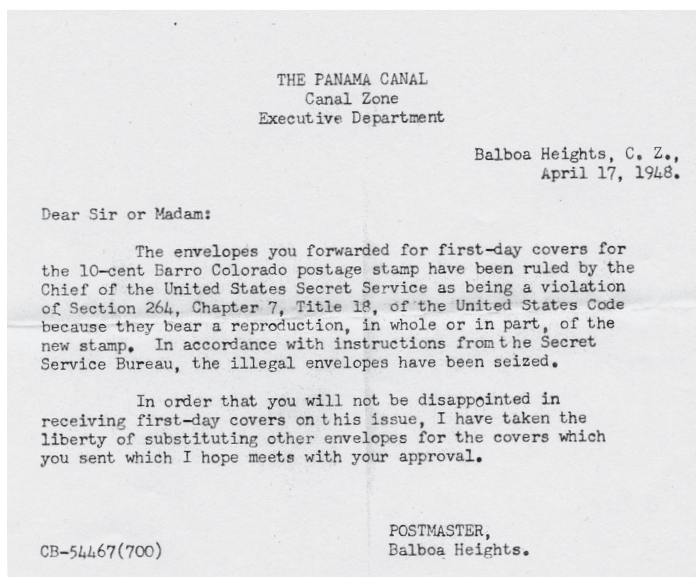 THE PANAMA CANAL
Canal Zone
Executive Department
Balboa Heights, C. Z.,
April 17, 1948.
Dear Sir or Madam:
The envelopes you forwarded for first-day covers for
the 10-cent Barro Colorado postage stamp have been ruled by the
Chief of the United States Secret Service as being a violation
of Section 264, Chapter 7, Title 18, of the United States Code
because they bear a reproduction, in whole or in part, of the
new stamp. In accordance with instructions from the Secret
Service Bureau, the illegal envelopes have been seized.
In order that you will not be disappointed in
receiving first-day covers on this issue, I have taken the
liberty of substituting other envelopes for the covers which
you sent which I hope meets with your approval.
POSTMASTER,
CB-54467(700) Balboa Heights.